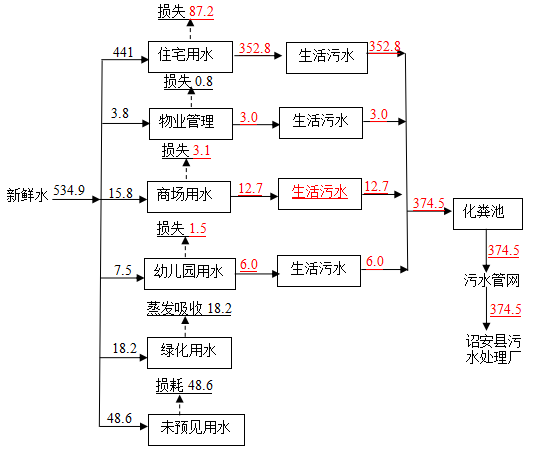 损失 87.2
441
住宅用水
352.8
生活污水
352.8
损失 0.8
3.8
物业管理
3.0
生活污水
3.0
损失 3.1
新鲜水
534.9
15.8
商场用水
12.7
生活污水
12.7
374.5
化粪池
损失 1.5
7.5
幼儿园用水
6.0
生活污水
6.0
374.5
污水管网
374.5
诏安县污
水处理厂
蒸发吸收 18.2
18.2
绿化用水
损耗 48.6
48.6
未预见用水